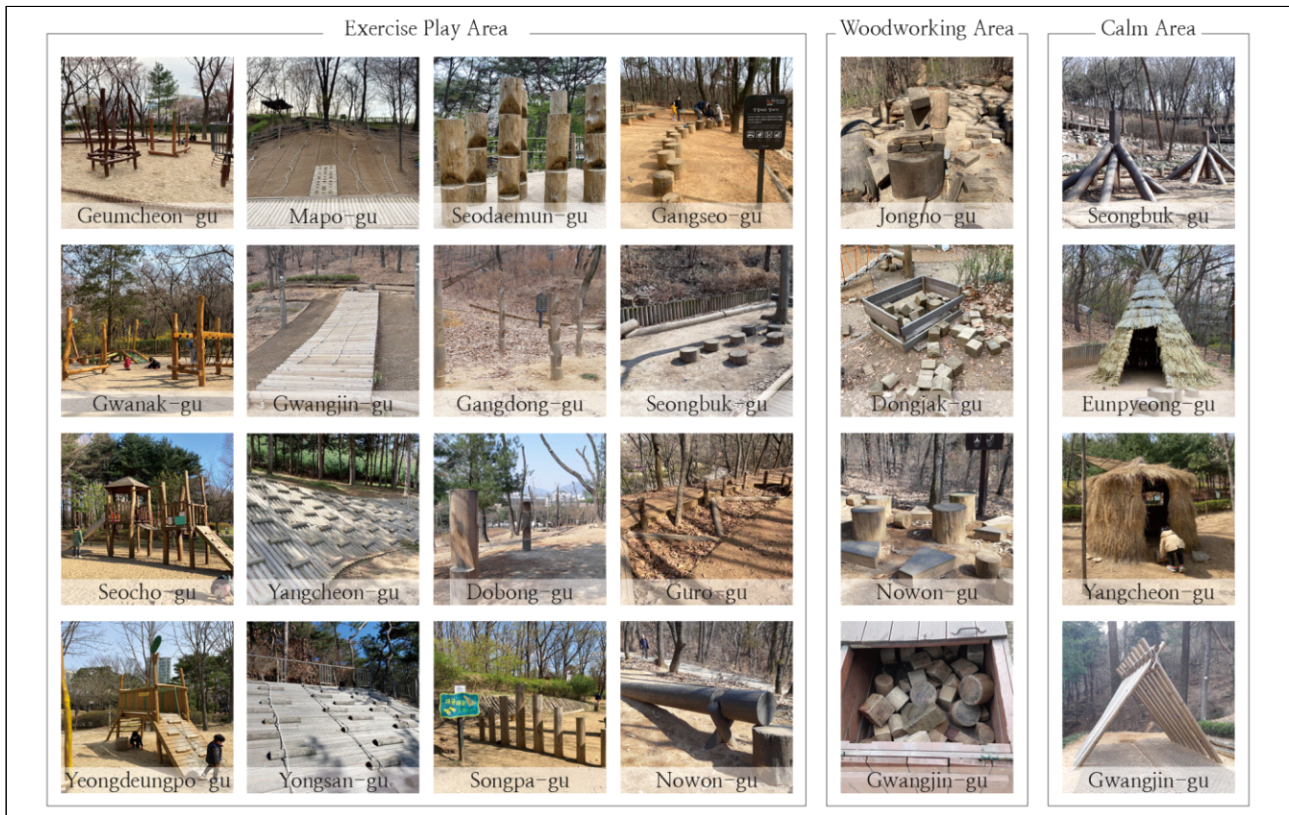 Exercise Play Area
Woodworking Area
Calm Area
Geumcheon-gu
Mapo-gu
Seodaemun-gu
Gangseo-gu
Jongno-gu
Seongbuk-gu
Gwanak-gu
Gwangjin-gu
Gangdong-gu
Seongbuk-gu
Dongjak-gu
Eunpyeong-gu
Seocho-gu
Yangcheon-gu
Dobong-gu
Guro-gu
Nowon-gu
Yangcheon-gu
Yeongdeungpo-gu
Yongsan-gu
Songpa-gu
Nowon-gu
Gwangjin-gu
Gwangjin-gu